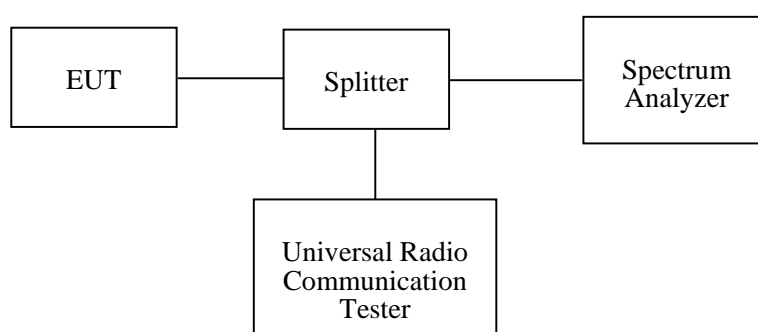 EUT
Splitter
Spectrum
Analyzer
Universal Radio
Communication
Tester